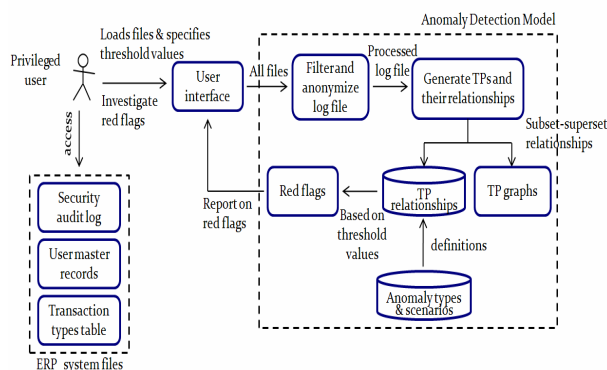 Anomaly Detection Model
Loads files & specifies
threshold values
Privileged
user
Investigate
red flags
access
User
interface
All files
Filter and
anonymize
log file
Processed
log file
Generate TPs and
their relationships
Subset-superset
relationships
Red flags
Report on
red flags
Based on
threshold
values
TP
relationships
TP graphs
definitions
Anomaly types
& scenarios
Security
audit log
User master
records
Transaction
types table
ERP system files